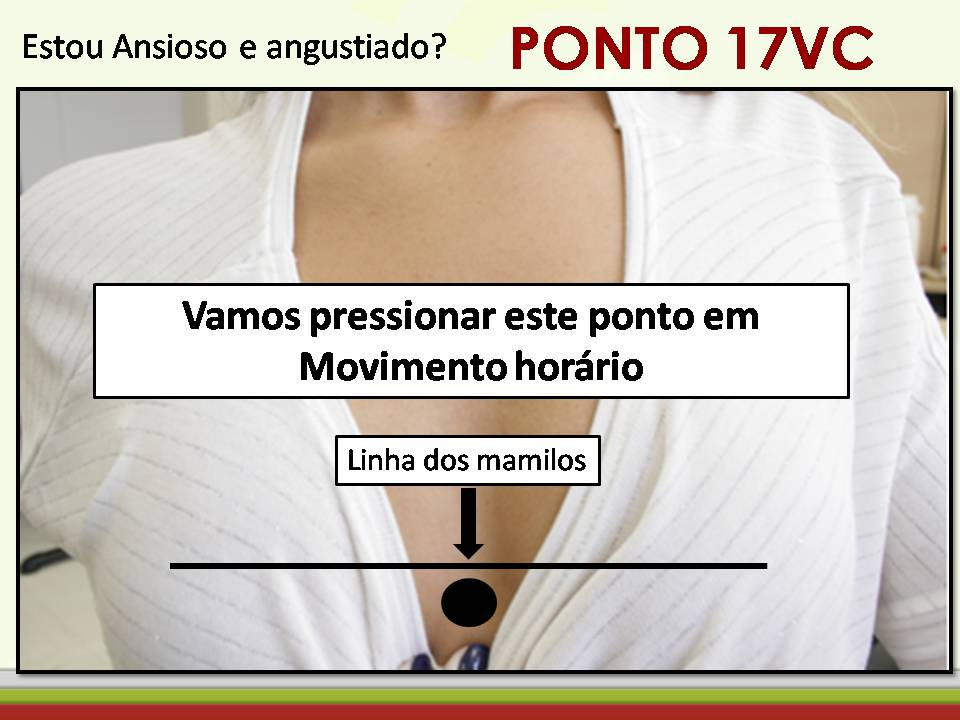 Estou Ansioso e angustiado?
PONTO 17VC
Vamos pressionar este ponto em
Movimento horário
Linha dos mamilos